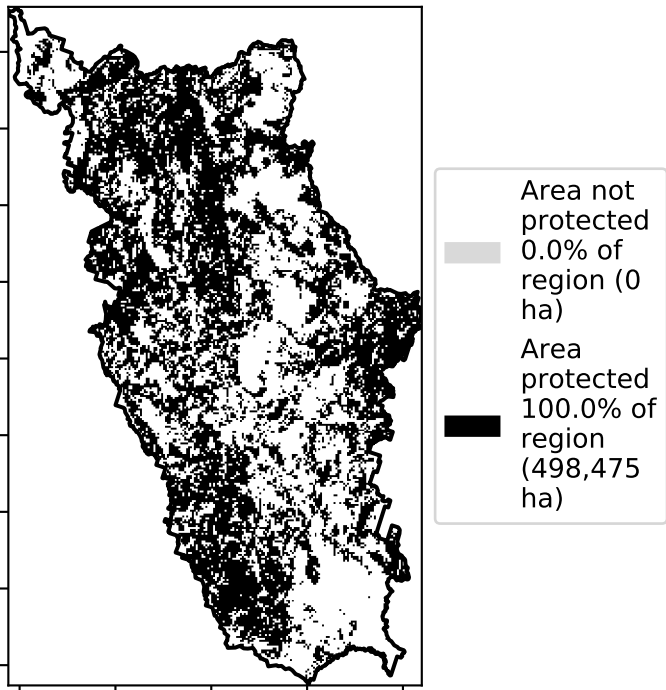 Area not
protected
0.0% of
region (0
ha)
Area
protected
100.0% of
region
(498,475
ha)